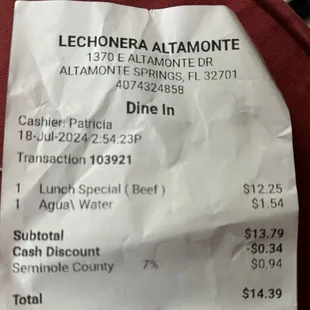 LECHONERA ALTAMONTE
1370 E ALTAMONTE DR
ALTAMONTE SPRINGS, FL 32701
4074324858
Dine In
Cashier: Patricia
18-Jul-2024 2:54:23P
Transaction 103921
1 Lunch Special ( Beef ) $12.25
1 Agua\ Water $1.54
Subtotal $13.79
Cash Discount -$0.34
Seminole County 7% $0.94
Total $14.39